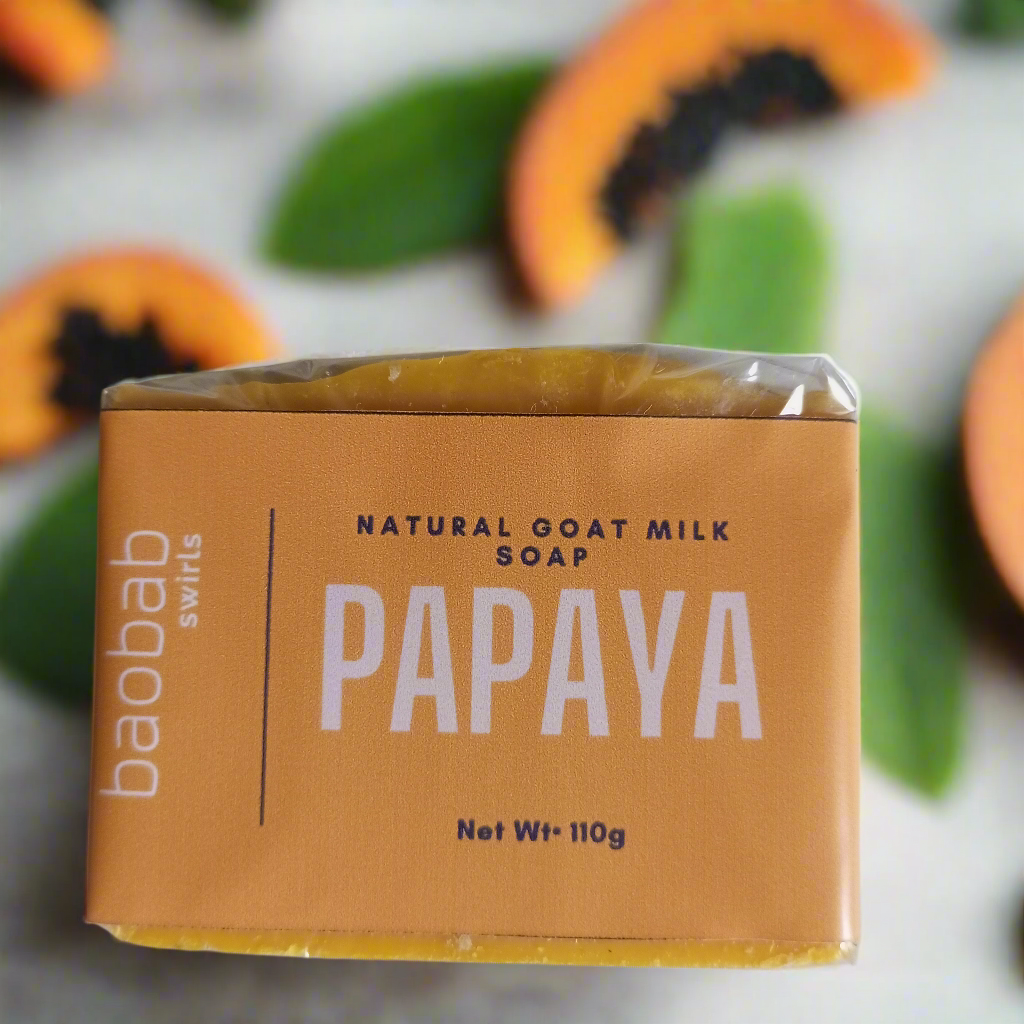 baobab
swirls
NATURAL GOAT MILK
SOAP
PAPAYA
Net Wt• 110g